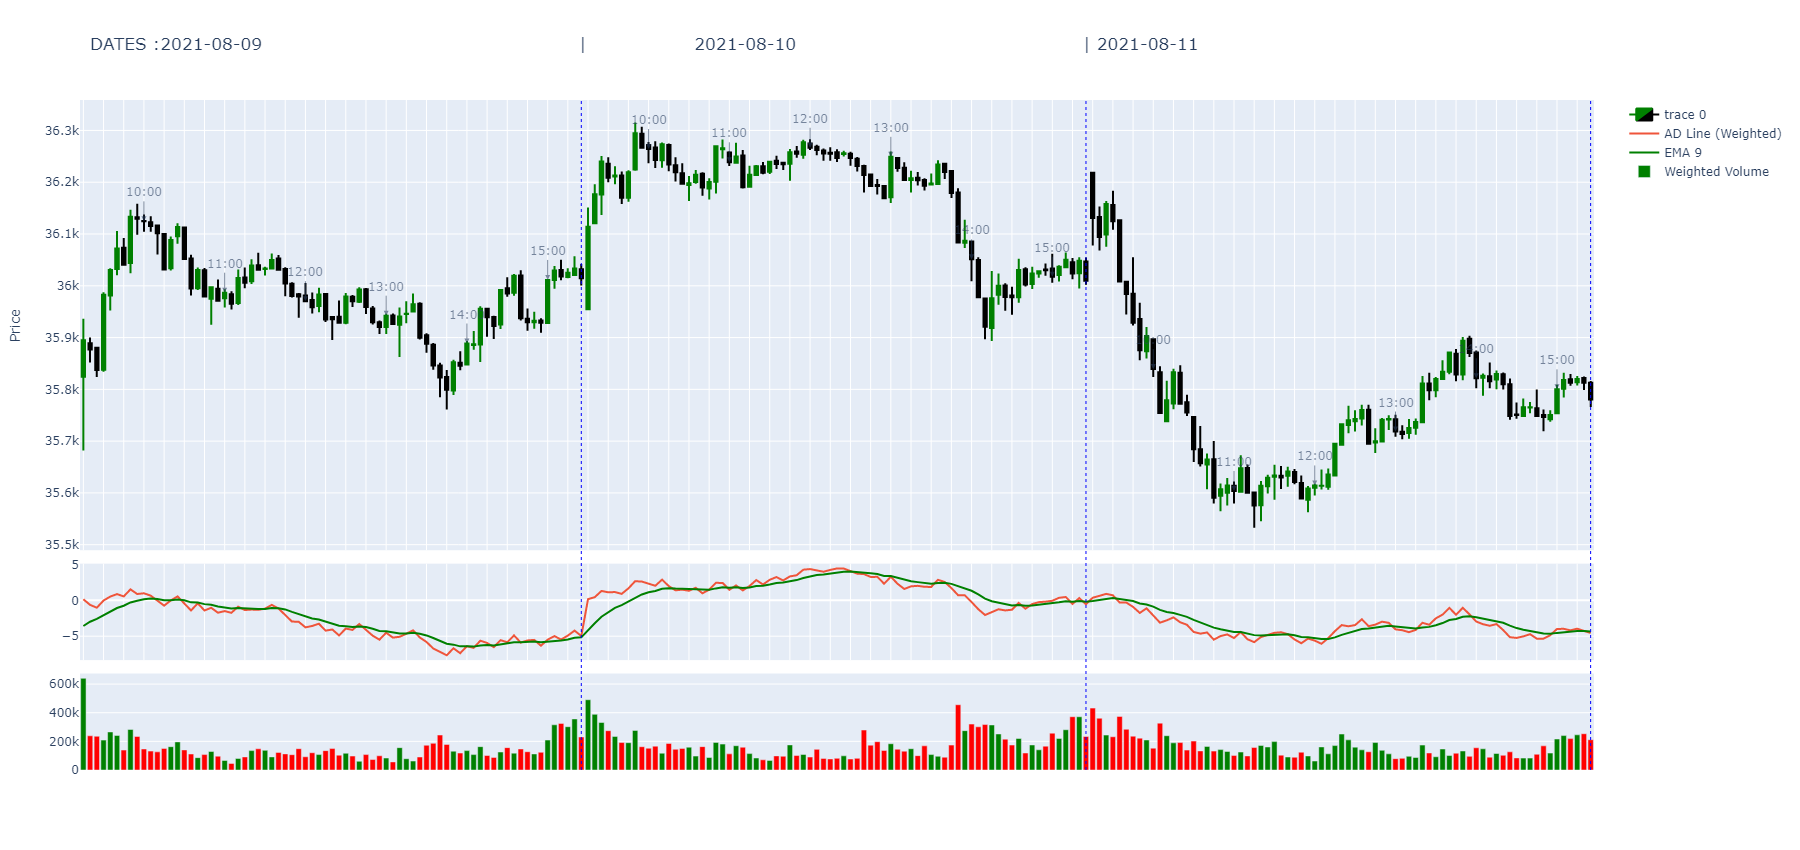 DATES :2021-08-09 | 2021-08-10 | 2021-08-11
Price
36.3k
36.2k
36.1k
36k
35.9k
35.8k
35.7k
35.6k
35.5k
10:00
11:00
12:00
13:00
14:00
15:00
10:00
11:00
12:00
13:00
14:00
15:00
11:00
12:00
13:00
15:00
5
0
−5
600k
400k
200k
0
trace 0
AD Line (Weighted)
EMA 9
Weighted Volume